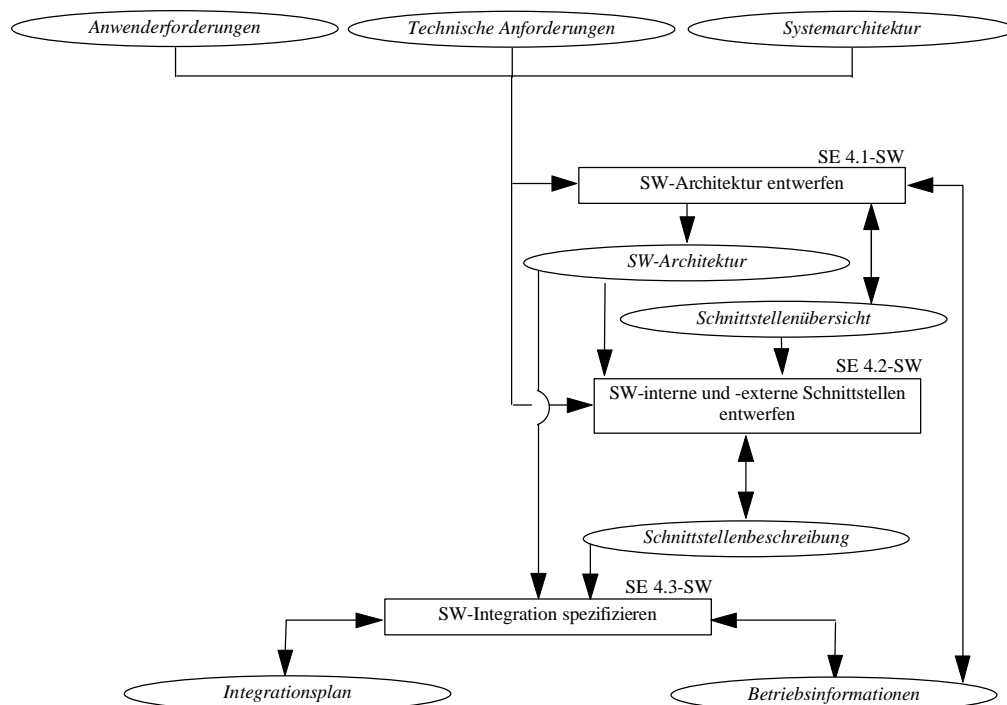 Anwenderforderungen
Technische Anforderungen
Systemarchitektur
SE 4.1-SW
SW-Architektur entwerfen
SW-Architektur
Schnittstellenübersicht
SE 4.2-SW
SW-interne und -externe Schnittstellen
entwerfen
Schnittstellenbeschreibung
SE 4.3-SW
SW-Integration spezifizieren
Integrationsplan
Betriebsinformationen